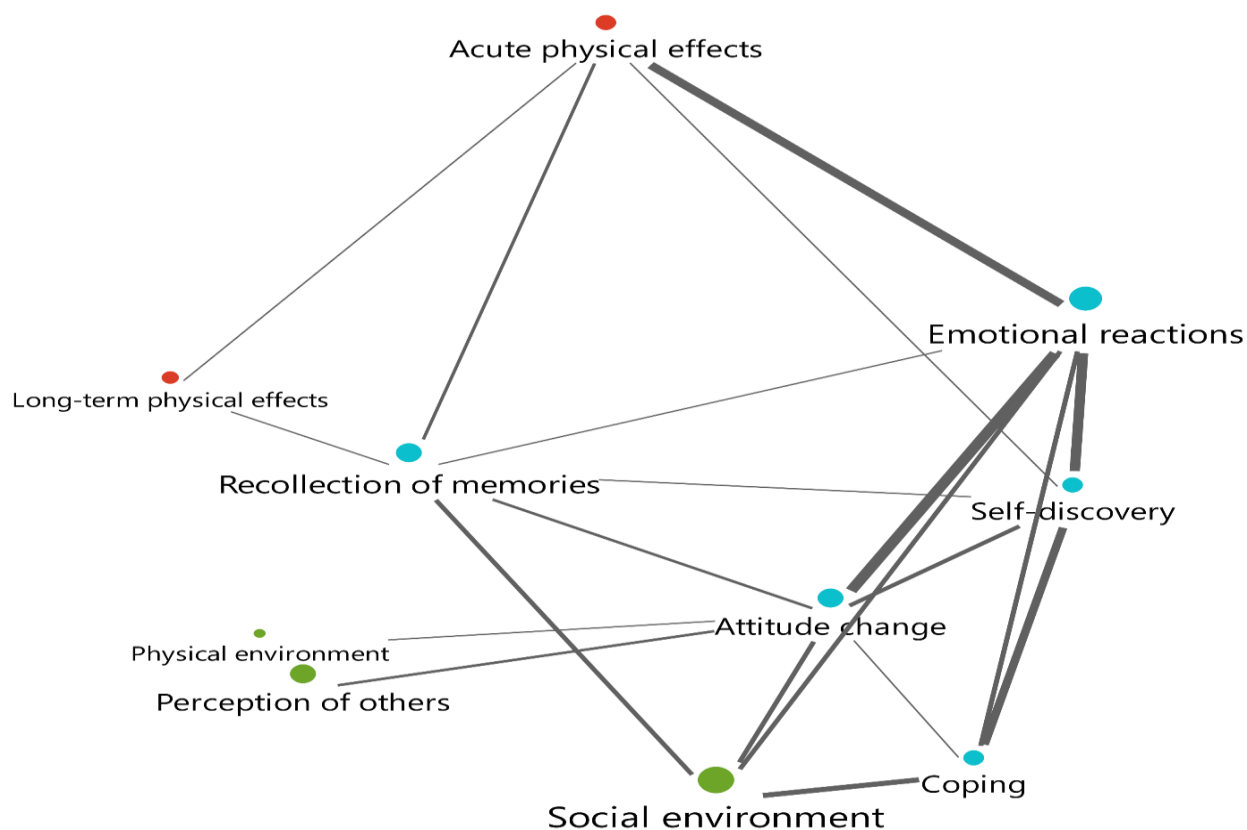 Acute physical effects
Emotional reactions
Long-term physical effects
Recollection of memories
Self-discovery
Attitude change
Physical environment
Perception of others
Coping
Social environment